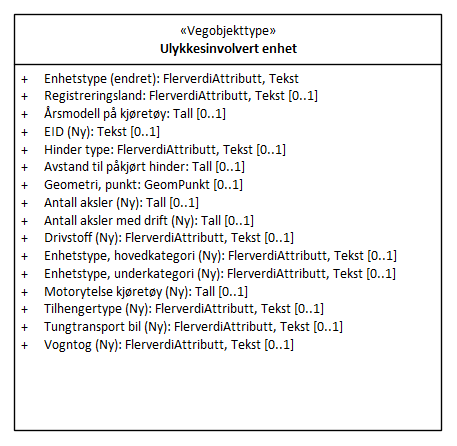 «Vegobjekttype»
Ulykkesinvolvert enhet
+ Enhetstype (endret): FlerverdiAttributt, Tekst
+ Registreringsland: FlerverdiAttributt, Tekst [0..1]
+ Årsmodell på kjøretøy: Tall [0..1]
+ EID (Ny): Tekst [0..1]
+ Hinder type: FlerverdiAttributt, Tekst [0..1]
+ Avstand til påkjørt hinder: Tall [0..1]
+ Geometri, punkt: GeomPunkt [0..1]
+ Antall aksler (Ny): Tall [0..1]
+ Antall aksler med drift (Ny): Tall [0..1]
+ Drivstoff (Ny): FlerverdiAttributt, Tekst [0..1]
+ Enhetstype, hovedkategori (Ny): FlerverdiAttributt, Tekst [0..1]
+ Enhetstype, underkategori (Ny): FlerverdiAttributt, Tekst [0..1]
+ Motorytelse kjøretøy (Ny): Tall [0..1]
+ Tilhengertype (Ny): FlerverdiAttributt, Tekst [0..1]
+ Tungtransport bil (Ny): FlerverdiAttributt, Tekst [0..1]
+ Vogntog (Ny): FlerverdiAttributt, Tekst [0..1]